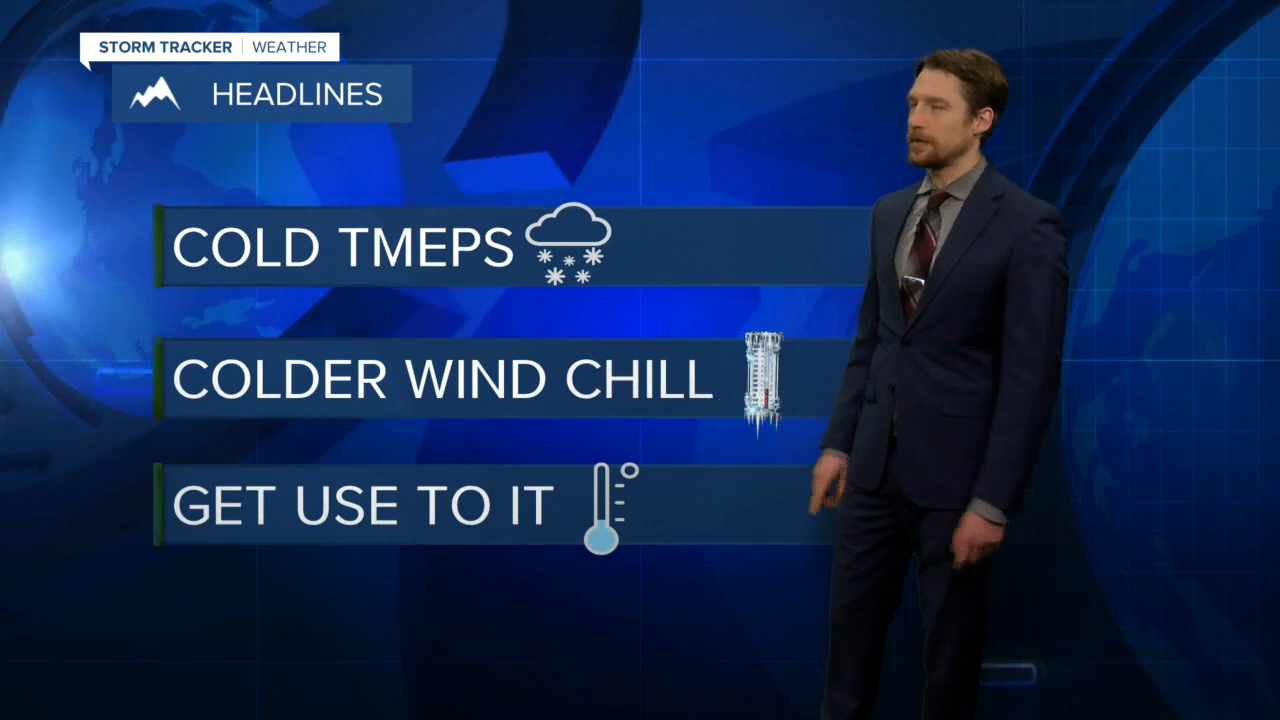 STORM TRACKER | WEATHER
HEADLINES
COLD TMEPS
COLDER WIND CHILL
GET USE TO IT